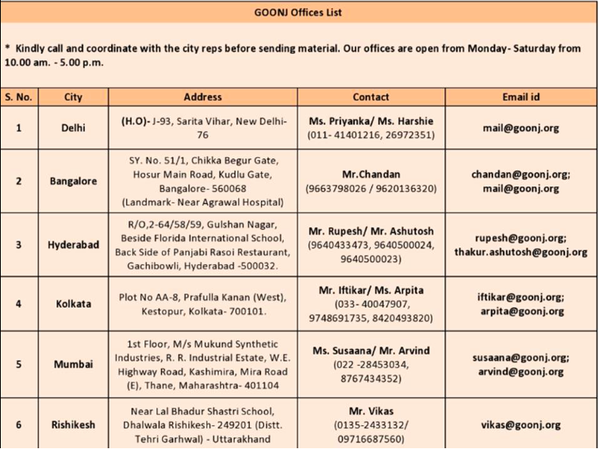 GOONJ Offices List
* Kindly call and coordinate with the city reps before sending material. Our offices are open from Monday- Saturday from
10.00 am. - 5.00 p.m.
S. No. City Address Contact Email id
1 Delhi
(H.O)- J-93, Sarita Vihar, New Delhi-
76
Ms. Priyanka/ Ms. Harshie
(011- 41401216, 26972351)
mail@goonj.org
2 Bangalore
SY. No. 51/1, Chikka Begur Gate,
Hosur Main Road, Kudlu Gate,
Bangalore- 560068
(Landmark- Near Agrawal Hospital)
Mr.Chandan
(9663798026 / 9620136320)
chandan@goonj.org;
mail@goonj.org
3 Hyderabad
R/O,2-64/58/59, Gulshan Nagar,
Beside Florida International School,
Back Side of Panjabi Rasoi Restaurant,
Gachibowli, Hyderabad -500032.
Mr. Rupesh/ Mr. Ashutosh
(9640433473, 9640500024,
9640500023)
rupesh@goonj.org;
thakur.ashutosh@goonj.org
4 Kolkata
Plot No AA-8, Prafulla Kanan (West),
Kestopur, Kolkata- 700101.
Mr. Iftikar/ Ms. Arpita
(033- 40047907,
9748691735, 8420493820)
iftikar@goonj.org;
arpita@goonj.org
5 Mumbai
1st Floor, M/s Mukund Synthetic
Industries, R. R. Industrial Estate, W.E.
Highway Road, Kashimira, Mira Road
(E), Thane, Maharashtra- 401104
Ms. Susaana/ Mr. Arvind
(022 -28453034,
8767434352)
susaana@goonj.org;
arvind@goonj.org
6 Rishikesh
Near Lal Bhadur Shastri School,
Dhalwala Rishikesh- 249201 (Distt.
Tehri Garhwal) - Uttarakhand
Mr. Vikas
(0135-2433132/
09716687560)
vikas@goonj.org